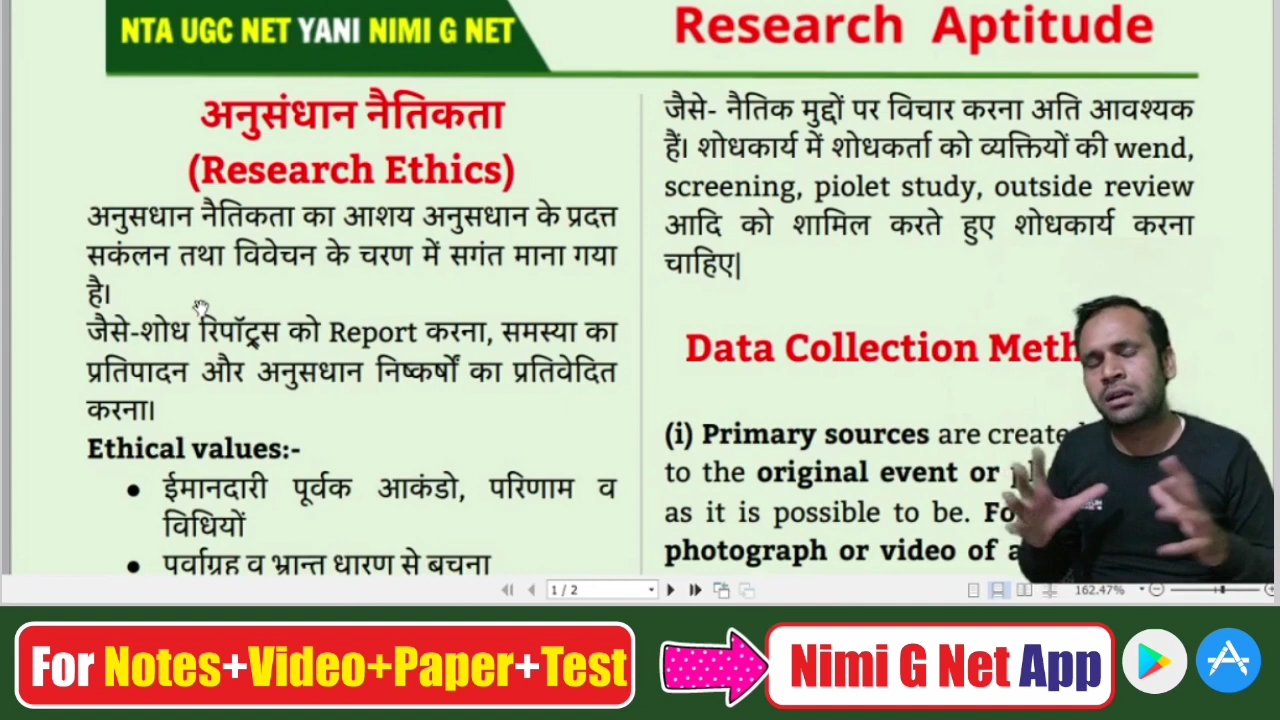 NTA UGC NET YANI NIMI G NET
Research Aptitude
अनुसंधान नैतिकता
(Research Ethics)
अनुसधान नैतिकता का आशय अनुसधान के प्रदत्त
सकंलन तथा विवेचन के चरण में सगंत माना गया
है।
जैसे-शोध रिपॉट्र्स को Report करना, समस्या का
प्रतिपादन और अनुसधान निष्कर्षों का प्रतिवेदित
करना।
Ethical values:-
● ईमानदारी पूर्वक आकंडो, परिणाम व
विधियों
● पूर्वाग्रह व भ्रान्त धारण से बचना
जैसे- नैतिक मुद्दों पर विचार करना अति आवश्यक
हैं। शोधकार्य में शोधकर्ता को व्यक्तियों की wend,
screening, piolet study, outside review
आदि को शामिल करते हुए शोधकार्य करना
चाहिए|
Data Collection
(i) Primary sources are
to the original event or
as it is possible to be.
photograph or video of
1 / 2
162.47%
For Notes+Video+Paper+Test
Nimi G Net App